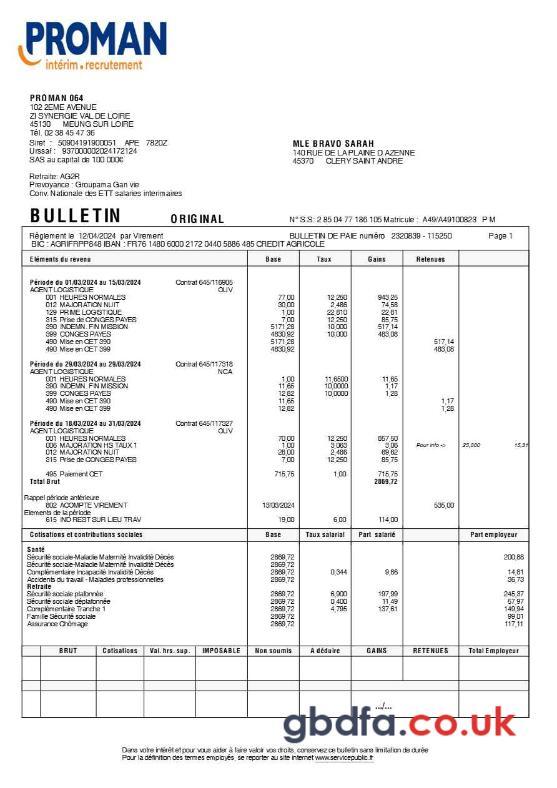 PROMAN
intérim.recrutement
PROMAN 064
102 2EME AVENUE
ZI SYNERGIE VAL DE LOIRE
45130 MEUNG SUR LOIRE
Tél. 02 38 45 47 36
Siret : 50904191900051 APE 7820Z
Urssaf : 937000002024172124
SAS au capital de 100 000€
MLE BRAVO SARAH
140 RUE DE LA PLAINE D AZENNE
45370 CLERY SAINT ANDRE
Retraite: AG2R
Prevoyance : Groupama Gan vie
Conv. Nationale des ETT salaries interimaires
BULLETIN ORIGINAL N° S.S: 2 85 04 77 186 105 Matricule : A49/A49100823 P M
Règlement le 12/04/2024 par Virement BULLETIN DE PAIE numéro 2320839 - 115250 Page 1
BIC : AGRIFRPP848 IBAN : FR76 1480 6000 2172 0440 5886 485 CREDIT AGRICOLE
Eléments du revenu Base Taux Gains Retenues
Période du 01/03/2024 au 15/03/2024 Contrat 645/116905
AGENT LOGISTIQUE OLIV
001 HEURES NORMALES 77,00 12,250 943,25
012 MAJORATION NUIT 30,00 2,486 74,58
129 PRIME LOGISTIQUE 1,00 22,610 22,61
315 Prise de CONGES PAYES 7,00 12,250 85,75
390 INDEMN. FIN MISSION 5171,28 10,000 517,14
399 CONGES PAYES 4830,92 10,000 483,08
490 Mise en CET 390 5171,28 517,14
490 Mise en CET 399 4830,92 483,08
Période du 29/03/2024 au 29/03/2024 Contrat 645/117318
AGENT LOGISTIQUE NCA
001 HEURES NORMALES 1,00 11,6500 11,65
390 INDEMN. FIN MISSION 11,65 10,0000 1,17
399 CONGES PAYES 12,82 10,0000 1,28
490 Mise en CET 390 11,65 1,17
490 Mise en CET 399 12,82 1,28
Période du 18/03/2024 au 31/03/2024 Contrat 645/117327
AGENT LOGISTIQUE OLIV
001 HEURES NORMALES 70,00 12,250 857,50
006 MAJORATION HS TAUX 1 1,00 3,063 3,06 Pour info -> 25,000 15,31
012 MAJORATION NUIT 28,00 2,486 69,62
315 Prise de CONGES PAYES 7,00 12,250 85,75
495 Paiement CET 715,75 1,00 715,75
Total Brut 2869,72
Rappel période antérieure
802 ACOMPTE VIREMENT 13/03/2024 535,00
Elements de la période
615 IND REST SUR LIEU TRAV 19,00 6,00 114,00
Cotisations et contributions sociales Base Taux salarial Part. salarié Part employeur
Santé
Sécurité sociale-Maladie Maternité Invalidité Décés 2869,72 200,88
Sécurité sociale-Maladie Maternité Invalidité Décés 2869,72
Complémentaire Incapacité Invalidité Décés 2869,72 0,344 9,86 14,61
Accidents du travail - Maladies professionnelles 2869,72 36,73
Retraite
Sécurité sociale plafonnée 2869,72 6,900 197,99 245,37
Sécurité sociale déplafonnée 2869,72 0,400 11,49 57,97
Complémentaire Tranche 1 2869,72 4,795 137,61 149,94
Famille Sécurité sociale 2869,72 99,01
Assurance Chômage 2869,72 117,11
BRUT Cotisations Val. hrs. sup. IMPOSABLE Non soumis A déduire GAINS RETENUES Total Employeur
.../...
gbdfa.co.uk
Dans votre intérêt et pour vous aider à faire valoir vos droits, conservez ce bulletin sans limitation de durée
Pour la définition des termes employés, se reporter au site internet www.servicepublic.fr